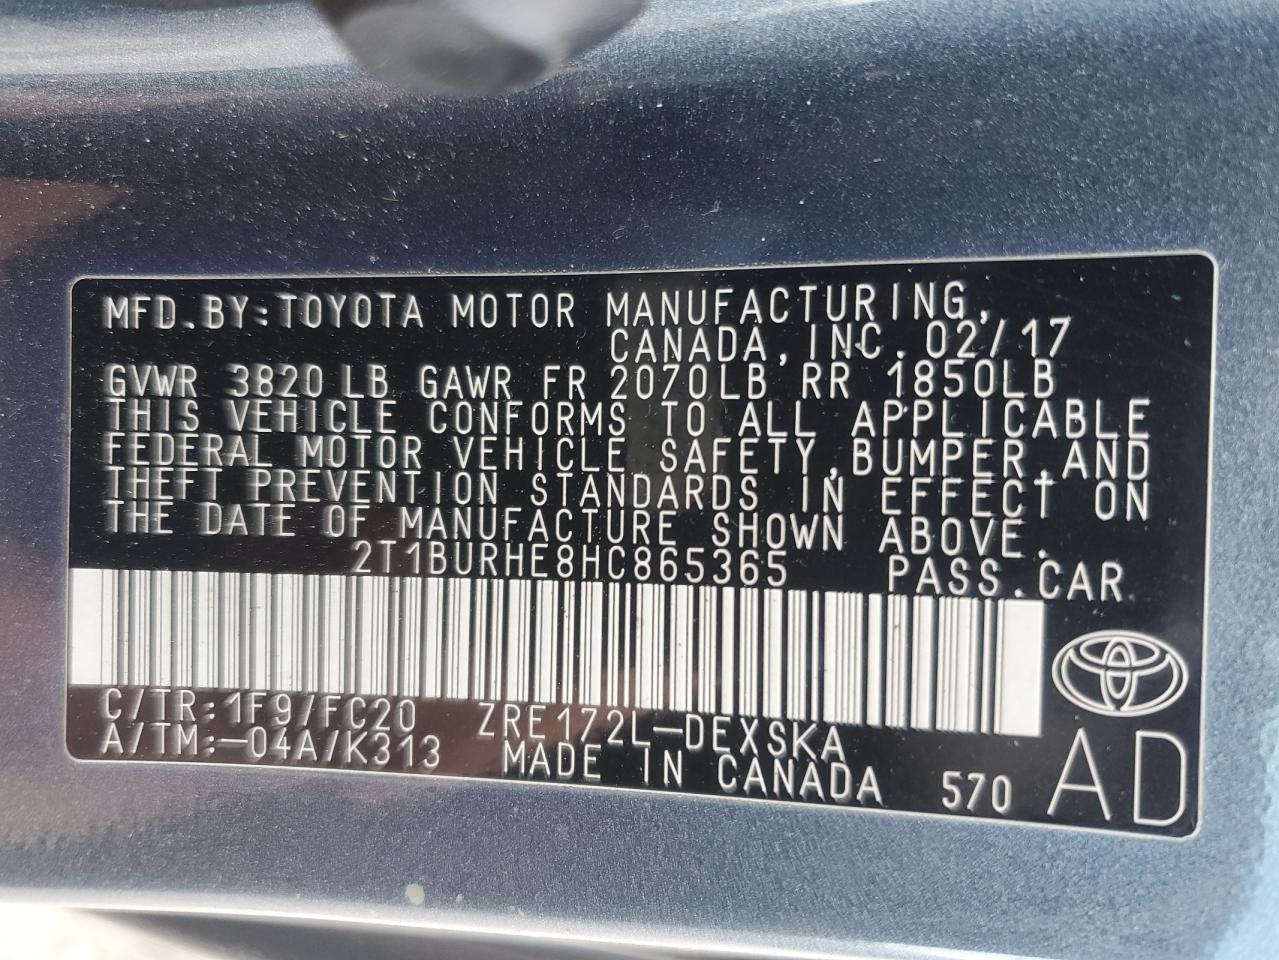 MFD.BY:TOYOTA MOTOR MANUFACTURING,
CANADA,INC. 02/17
GVWR 3820LB GAWR FR 2070LB RR 1850LB
THIS VEHICLE CONFORMS TO ALL APPLICABLE
FEDERAL MOTOR VEHICLE SAFETY,BUMPER,AND
THEFT PREVENTION STANDARDS IN EFFECT ON
THE DATE OF MANUFACTURE SHOWN ABOVE.
2T1BURHE8HC865365 PASS.CAR
C/TR:1F9/FC20 ZRE172L-DEXSKA
A/TM:-04A/K313 MADE IN CANADA 570 AD